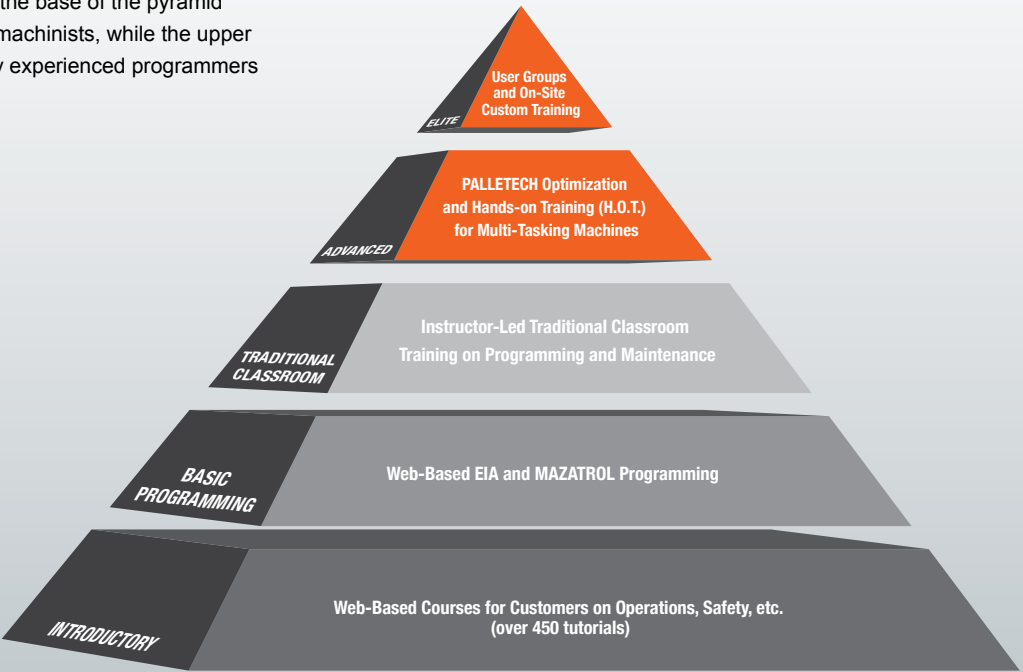 the base of the pyramid
machinists, while the upper
experienced programmers
User Groups
and On-Site
Custom Training
ELITE
PALLETECH Optimization
and Hands-on Training (H.O.T.)
for Multi-Tasking Machines
ADVANCED
Instructor-Led Traditional Classroom
Training on Programming and Maintenance
TRADITIONAL
CLASSROOM
Web-Based EIA and MAZATROL Programming
BASIC
PROGRAMMING
Web-Based Courses for Customers on Operations, Safety, etc.
(over 450 tutorials)
INTRODUCTORY